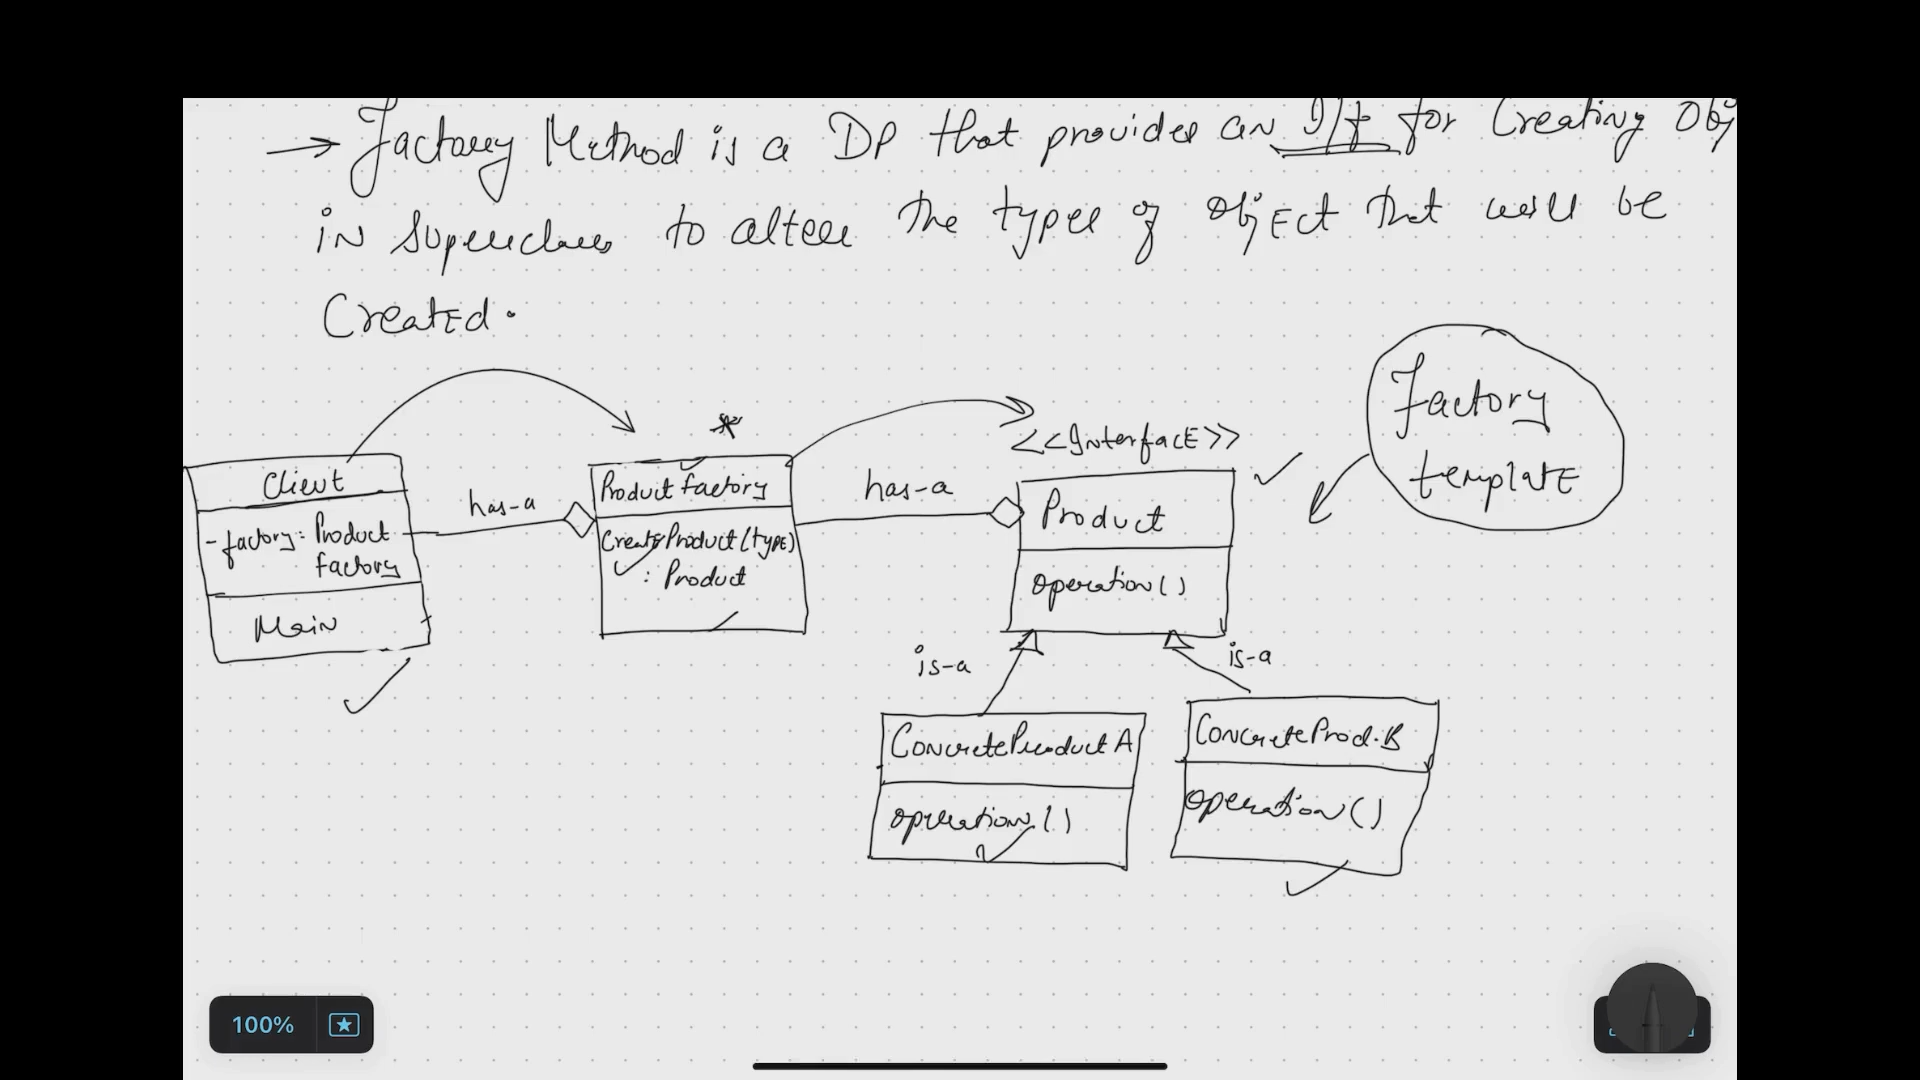 → Factory Method is a DP that provides an I/f for Creating Obj
in Superclass to alter the types of object that will be
Created.
Factory
template
<<Interface>>
Client
- factory: Product
factory
Main
has-a
Product factory
CreateProduct(type)
: Product
has-a
Product
operation()
is-a
is-a
ConcreteProductA
operation()
ConcreteProd.B
operation()
100%